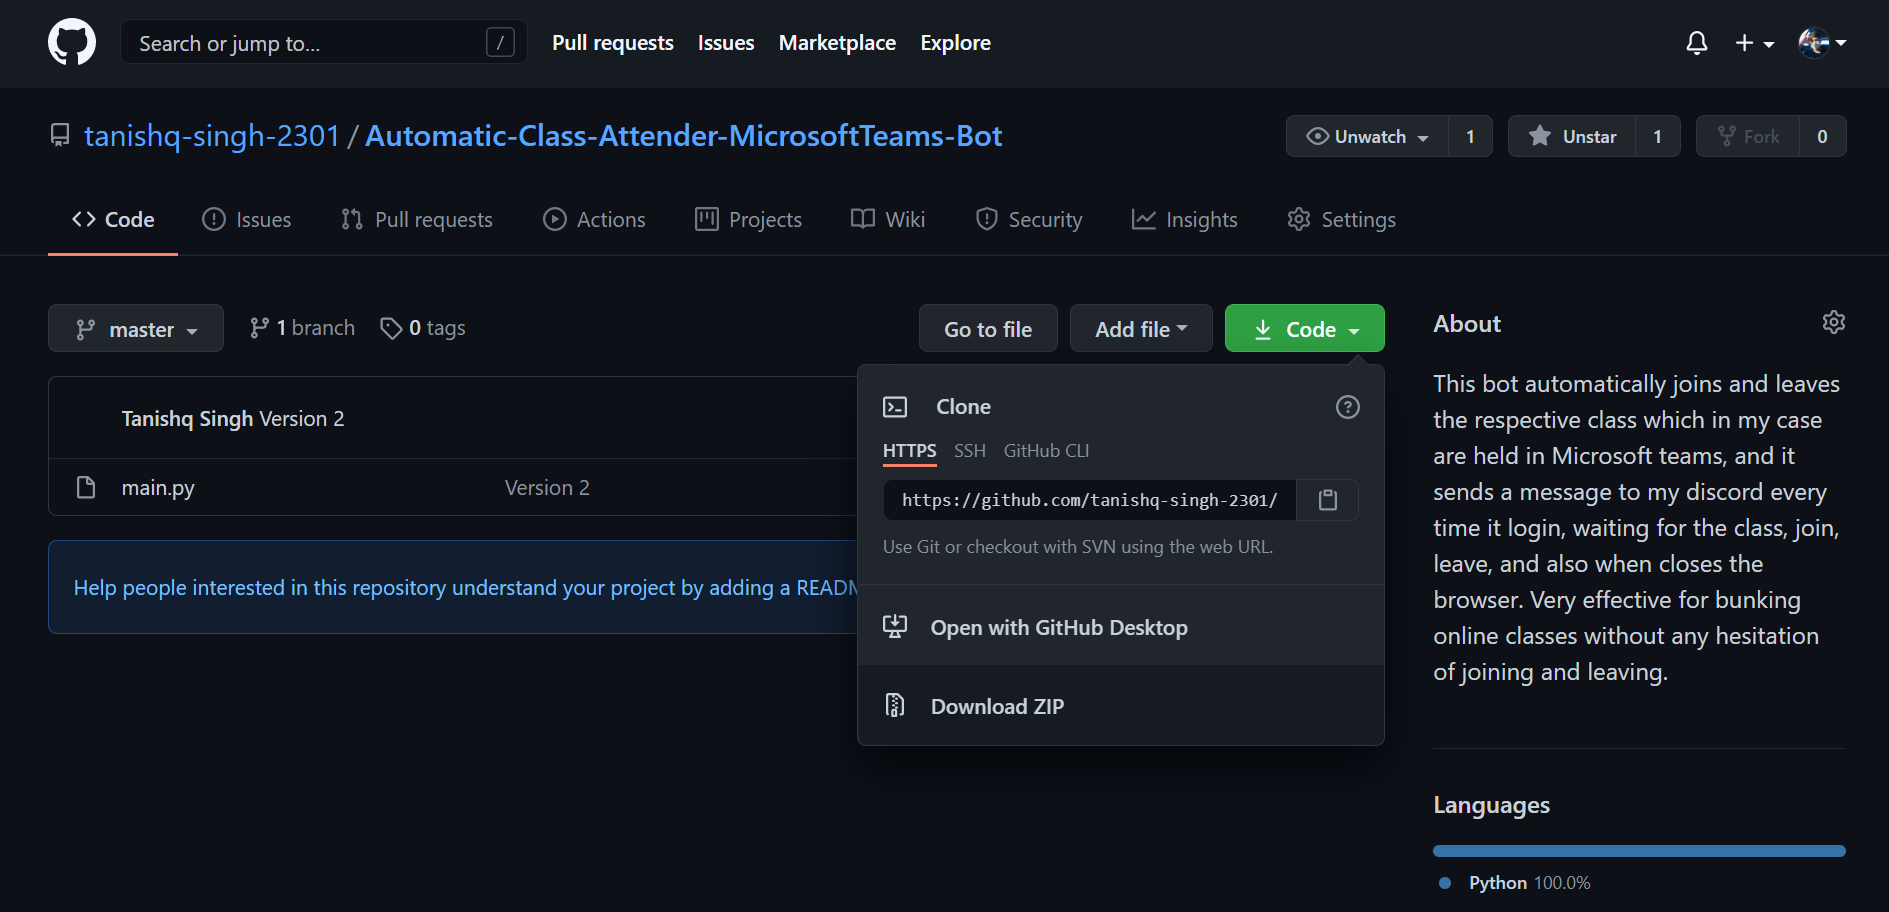 Search or jump to... / Pull requests Issues Marketplace Explore
tanishq-singh-2301 / Automatic-Class-Attender-MicrosoftTeams-Bot Unwatch 1 Unstar 1 Fork 0
Code Issues Pull requests Actions Projects Wiki Security Insights Settings
master 1 branch 0 tags Go to file Add file Code
Tanishq Singh Version 2
main.py Version 2
Help people interested in this repository understand your project by adding a
Clone
HTTPS SSH GitHub CLI
https://github.com/tanishq-singh-2301/
Use Git or checkout with SVN using the web URL.
Open with GitHub Desktop
Download ZIP
About
This bot automatically joins and leaves
the respective class which in my case
are held in Microsoft teams, and it
sends a message to my discord every
time it login, waiting for the class, join,
leave, and also when closes the
browser. Very effective for bunking
online classes without any hesitation
of joining and leaving.
Languages
Python 100.0%